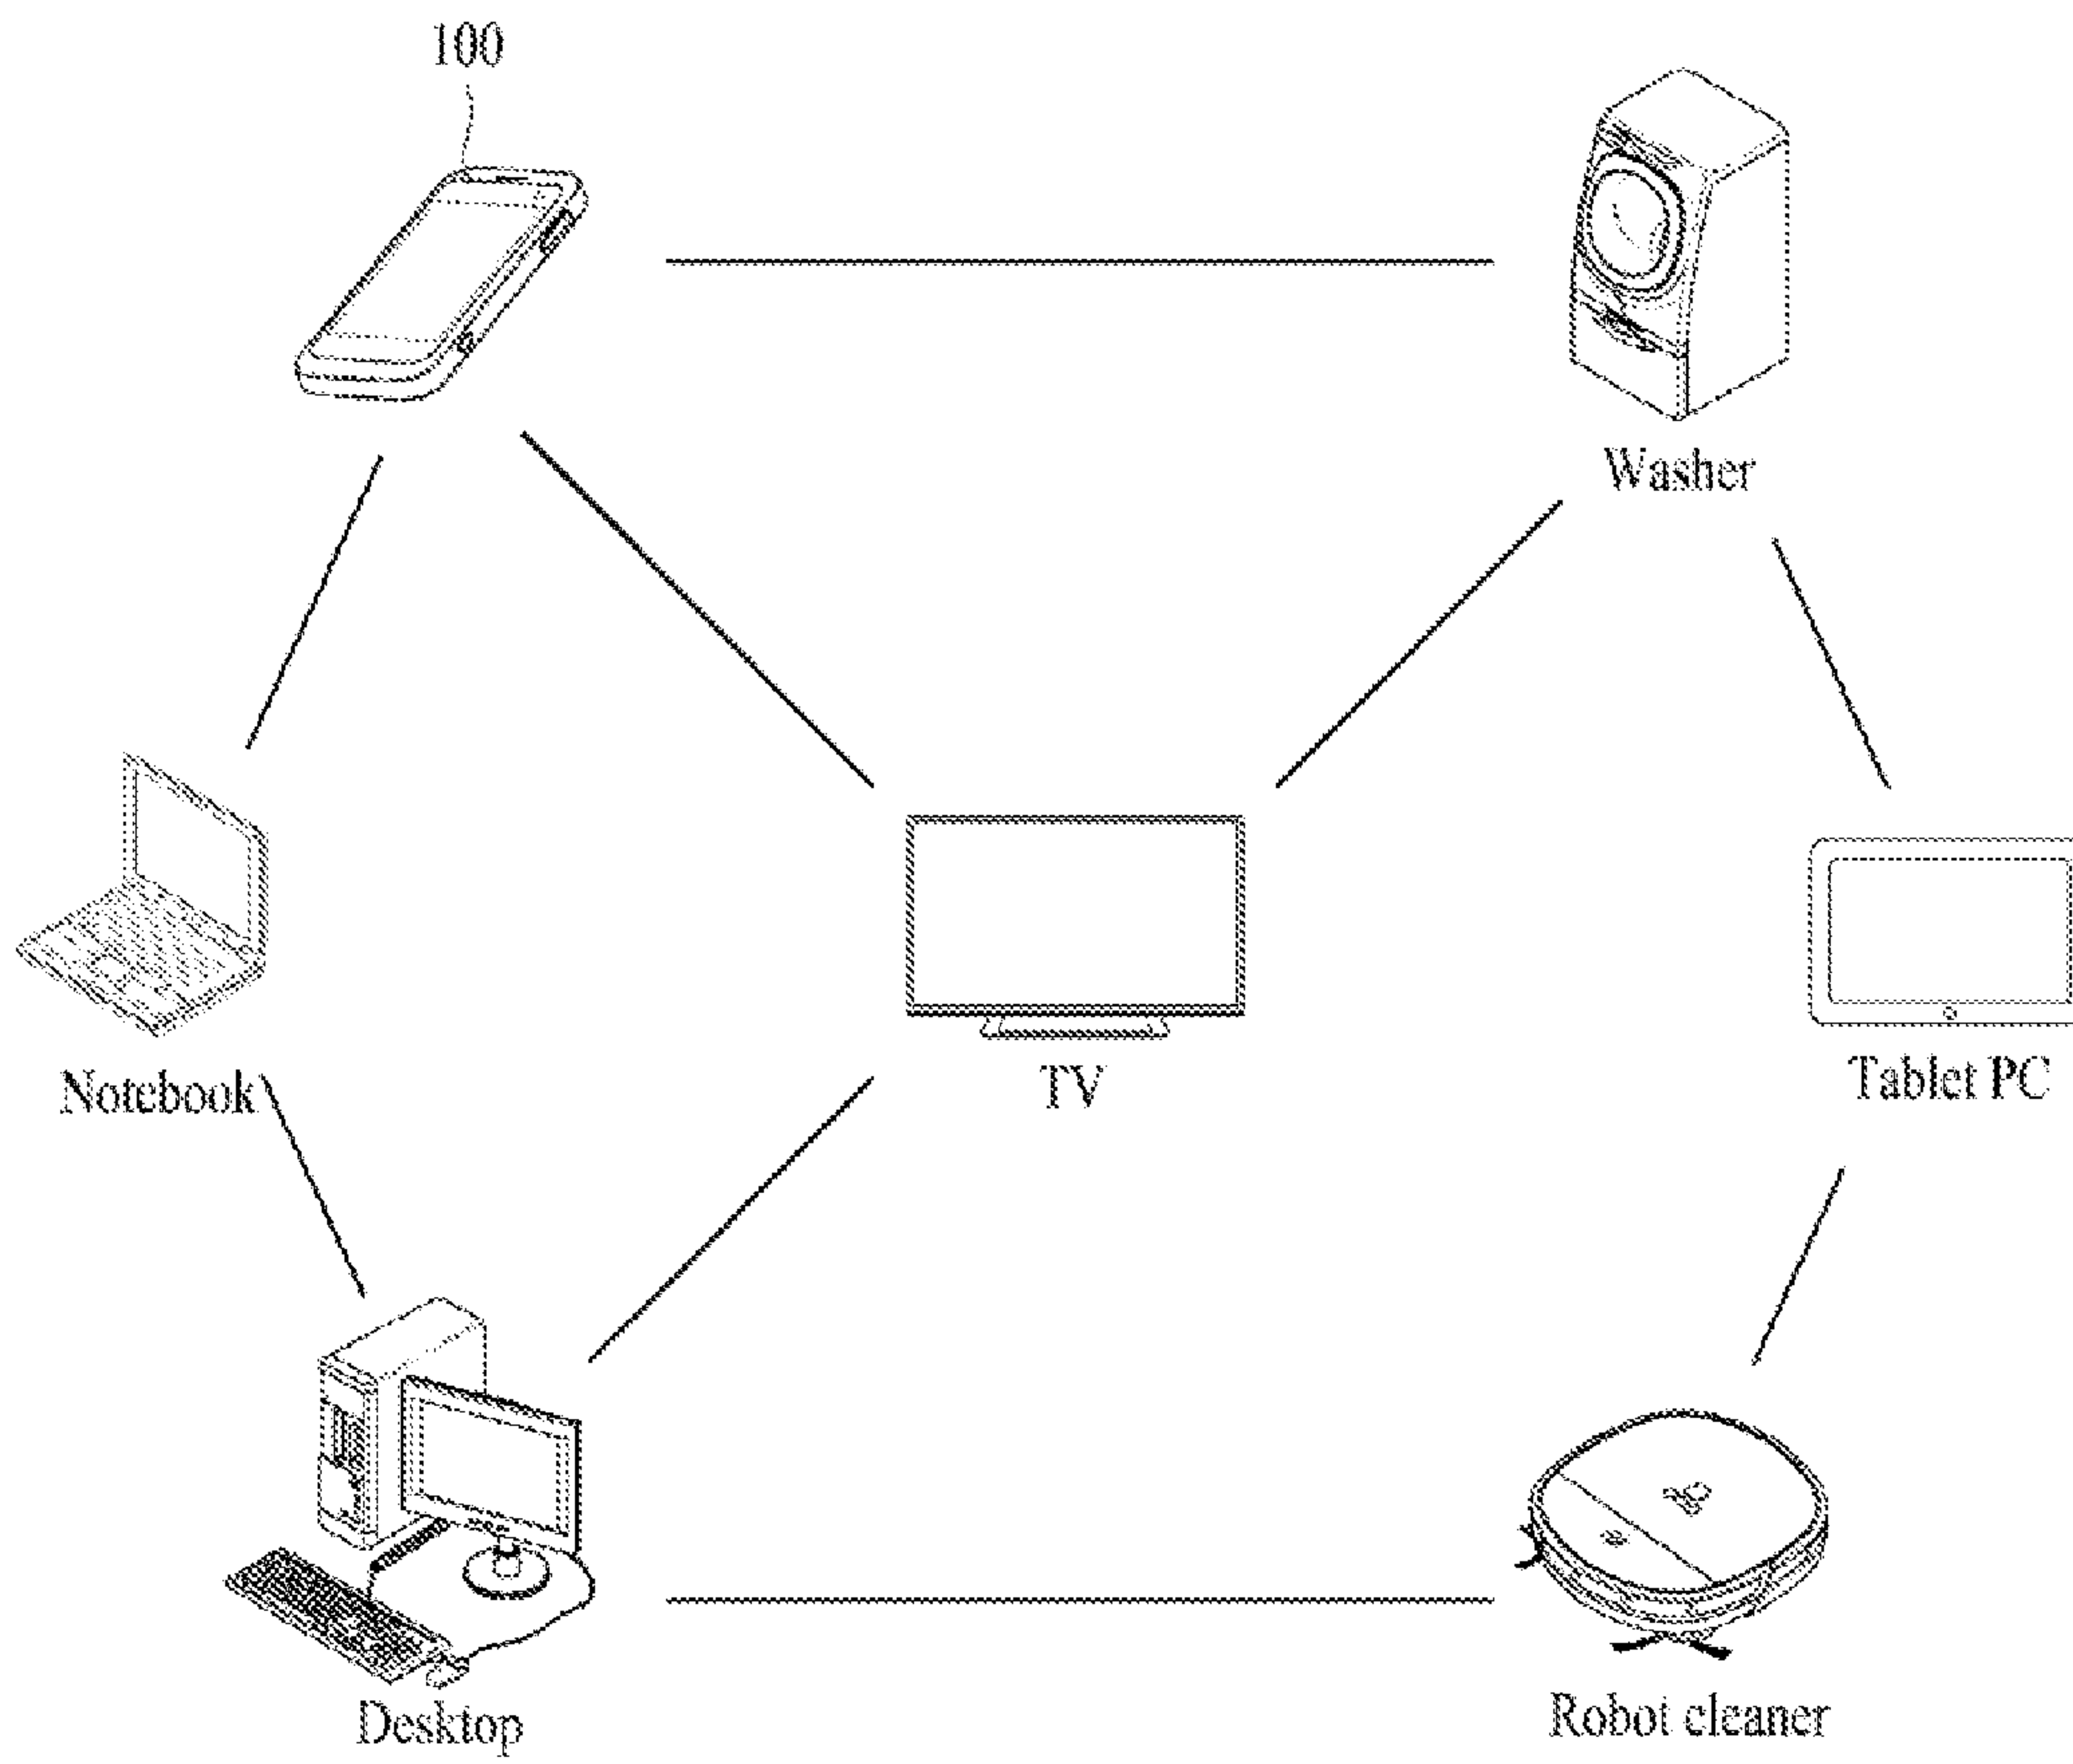 100
Washer
Notebook
TV
Tablet PC
Desktop
Robot cleaner